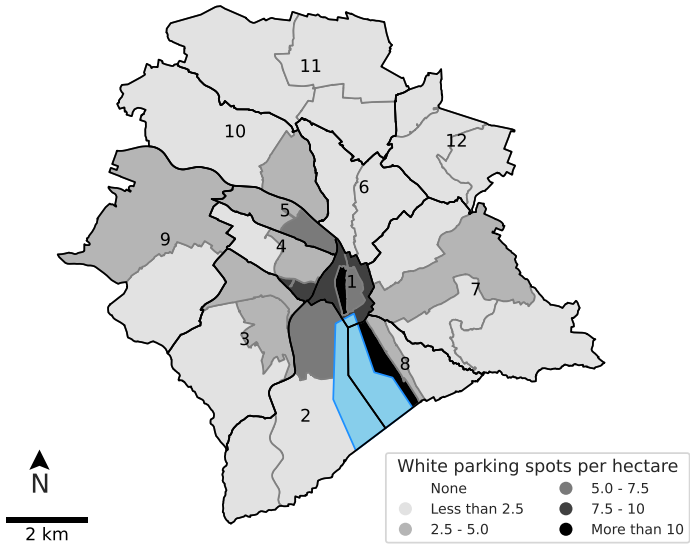 11
10
12
6
5
9
4
1
7
3
8
2
N
2 km
White parking spots per hectare
None
Less than 2.5
2.5 - 5.0
5.0 - 7.5
7.5 - 10
More than 10